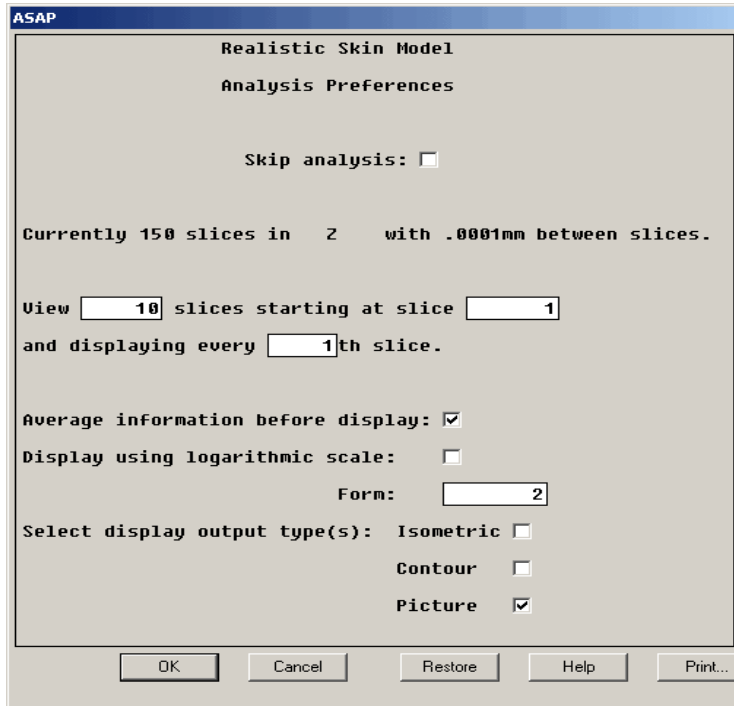 ASAP
Realistic Skin Model
Analysis Preferences
Skip analysis:
Currently 150 slices in Z with .0001mm between slices.
View 10 slices starting at slice 1
and displaying every 1th slice.
Average information before display:
Display using logarithmic scale:
Form: 2
Select display output type(s): Isometric
Contour
Picture
OK Cancel Restore Help Print...